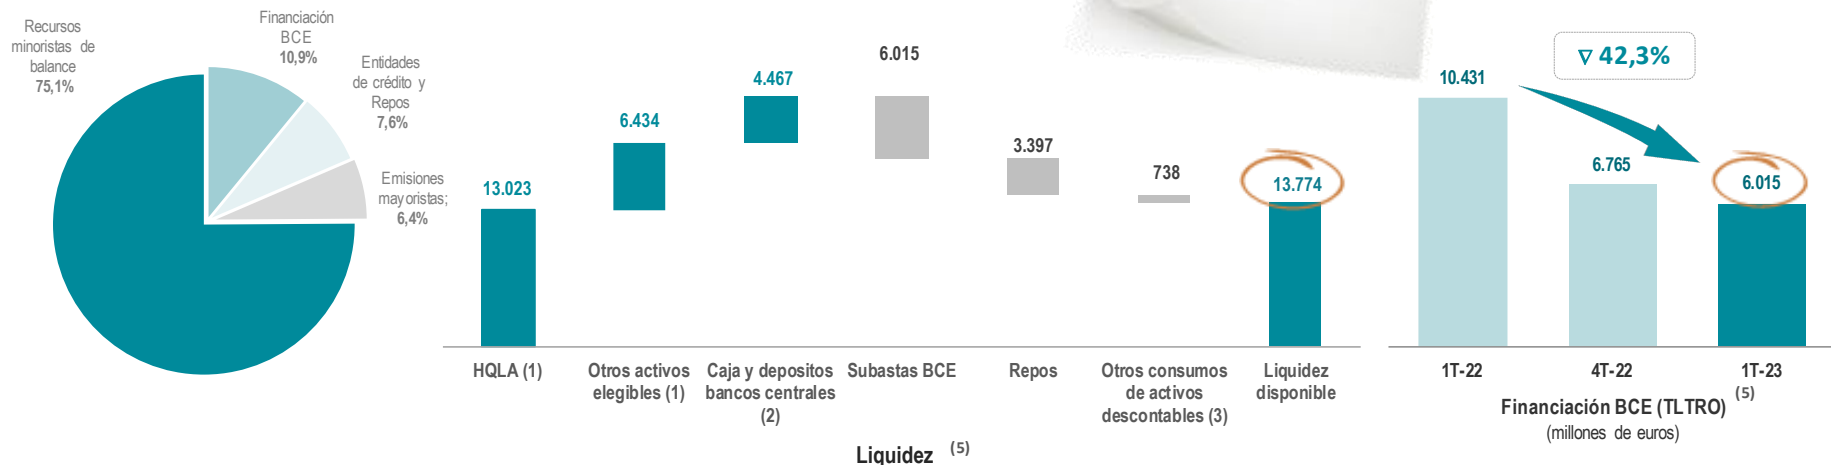 Recursos
minoristas de
balance
75,1%
Financiación
BCE
10,9%
Entidades
de crédito y
Repos
7,6%
Emisiones
mayoristas;
6,4%
13.023
6.434
4.467
6.015
3.397
738
13.774
HQLA (1)
Otros activos
elegibles (1)
Caja y depositos
bancos centrales
(2)
Subastas BCE
Repos
Otros consumos
de activos
descontables (3)
Liquidez
disponible
Liquidez (5)
▽ 42,3%
10.431
6.765
6.015
1T-22
4T-22
1T-23
Financiación BCE (TLTRO) (5)
(millones de euros)